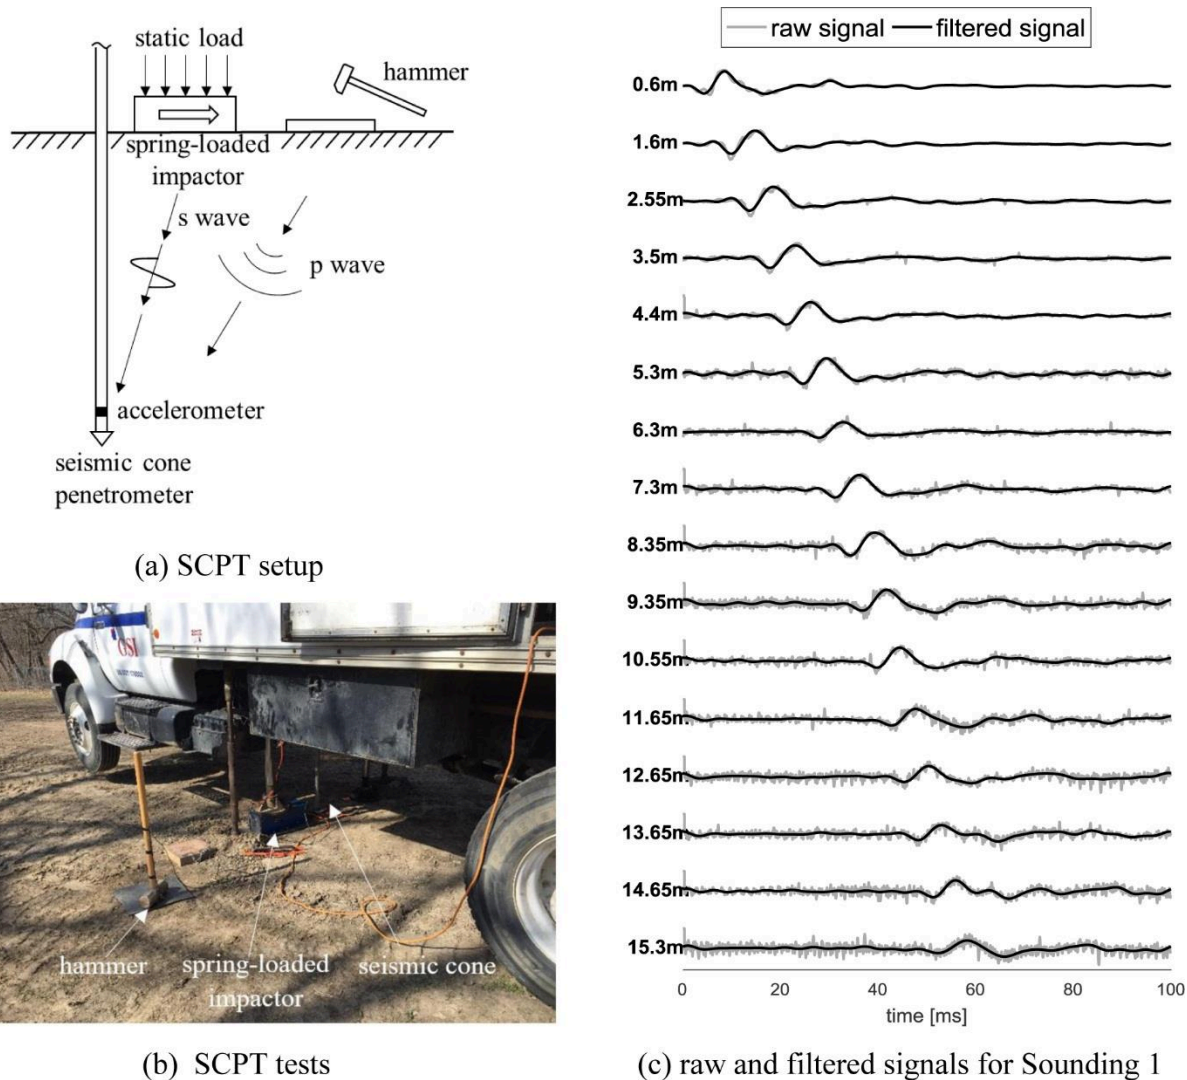 static load
hammer
spring-loaded
impactor
s wave
p wave
accelerometer
seismic cone
penetrometer
(a) SCPT setup
GSI
hammer
spring-loaded
impactor
seismic cone
(b) SCPT tests
raw signal filtered signal
0.6m
1.6m
2.55m
3.5m
4.4m
5.3m
6.3m
7.3m
8.35m
9.35m
10.55m
11.65m
12.65m
13.65m
14.65m
15.3m
0 20 40 60 80 100
time [ms]
(c) raw and filtered signals for Sounding 1